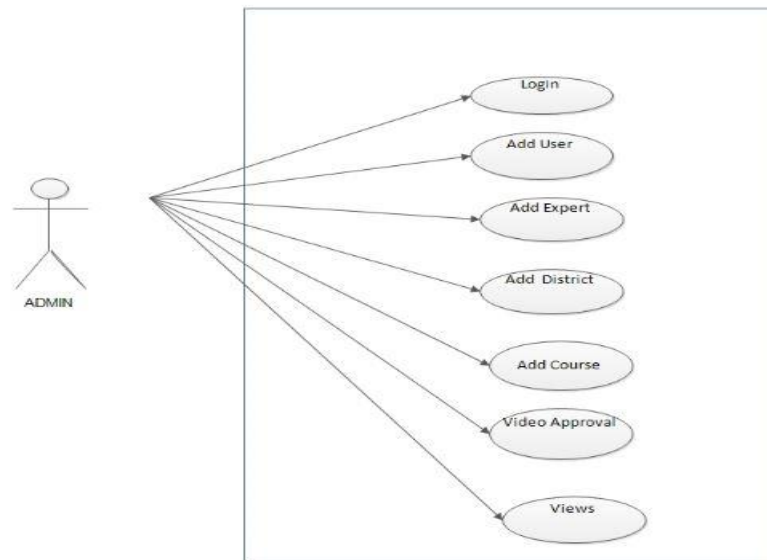 LogIn
Add User
Add Expert
Add District
Add Course
Video Approval
Views
ADMIN